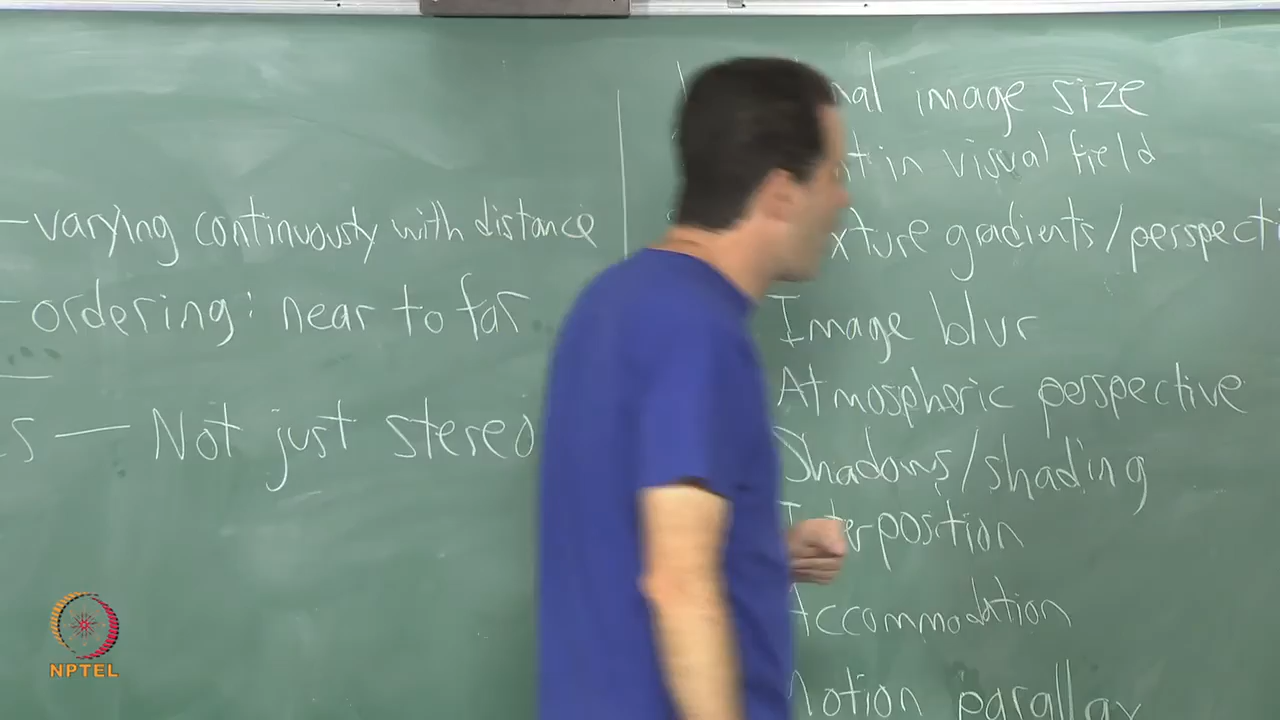 —varying continuously with distance
—ordering: near to far
s — Not just stereo
nal image size
t in visual field
xture gradients/perspecti
Image blur
Atmospheric perspective
Shadows/shading
Interposition
Accommodation
Motion parallax
NPTEL